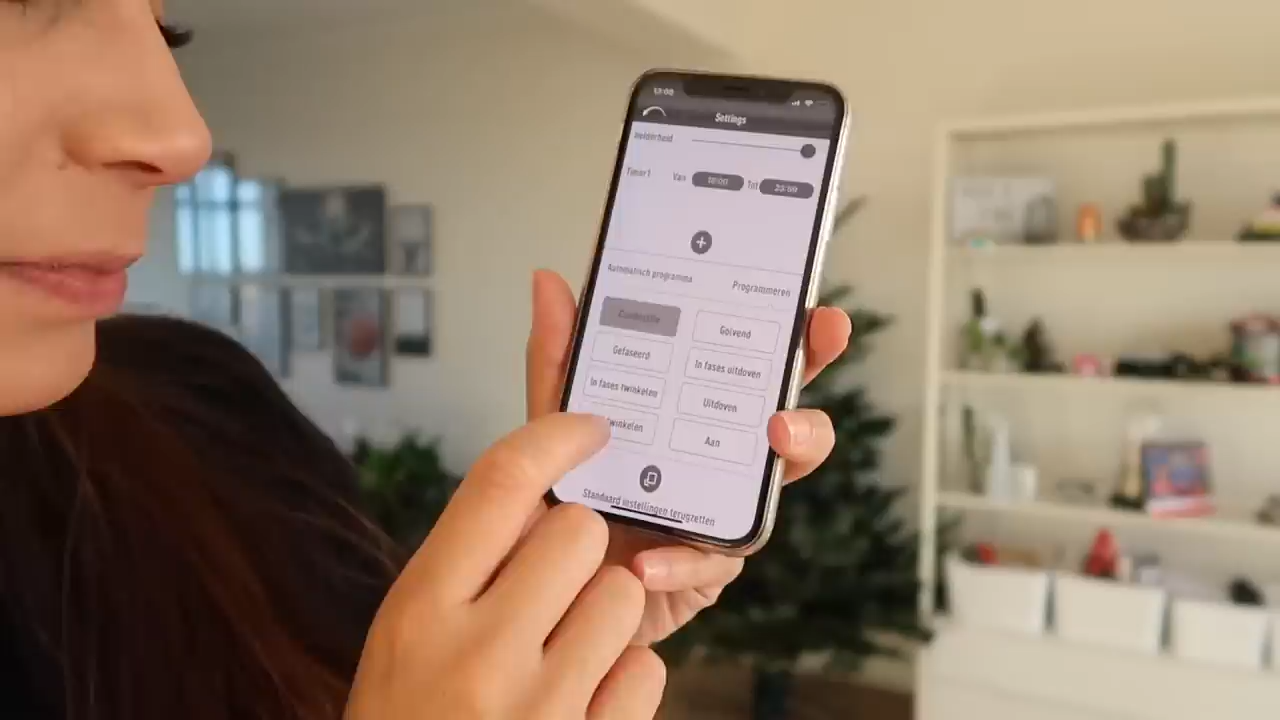 Settings
Helderheid
Timer1 Van 16:00 Tot 23:59
Automatisch programma Programmeren
Combinatie Golvend
Gefaseerd In fases uitdoven
In fases twinkelen Uitdoven
twinkelen Aan
Standaard instellingen terugzetten